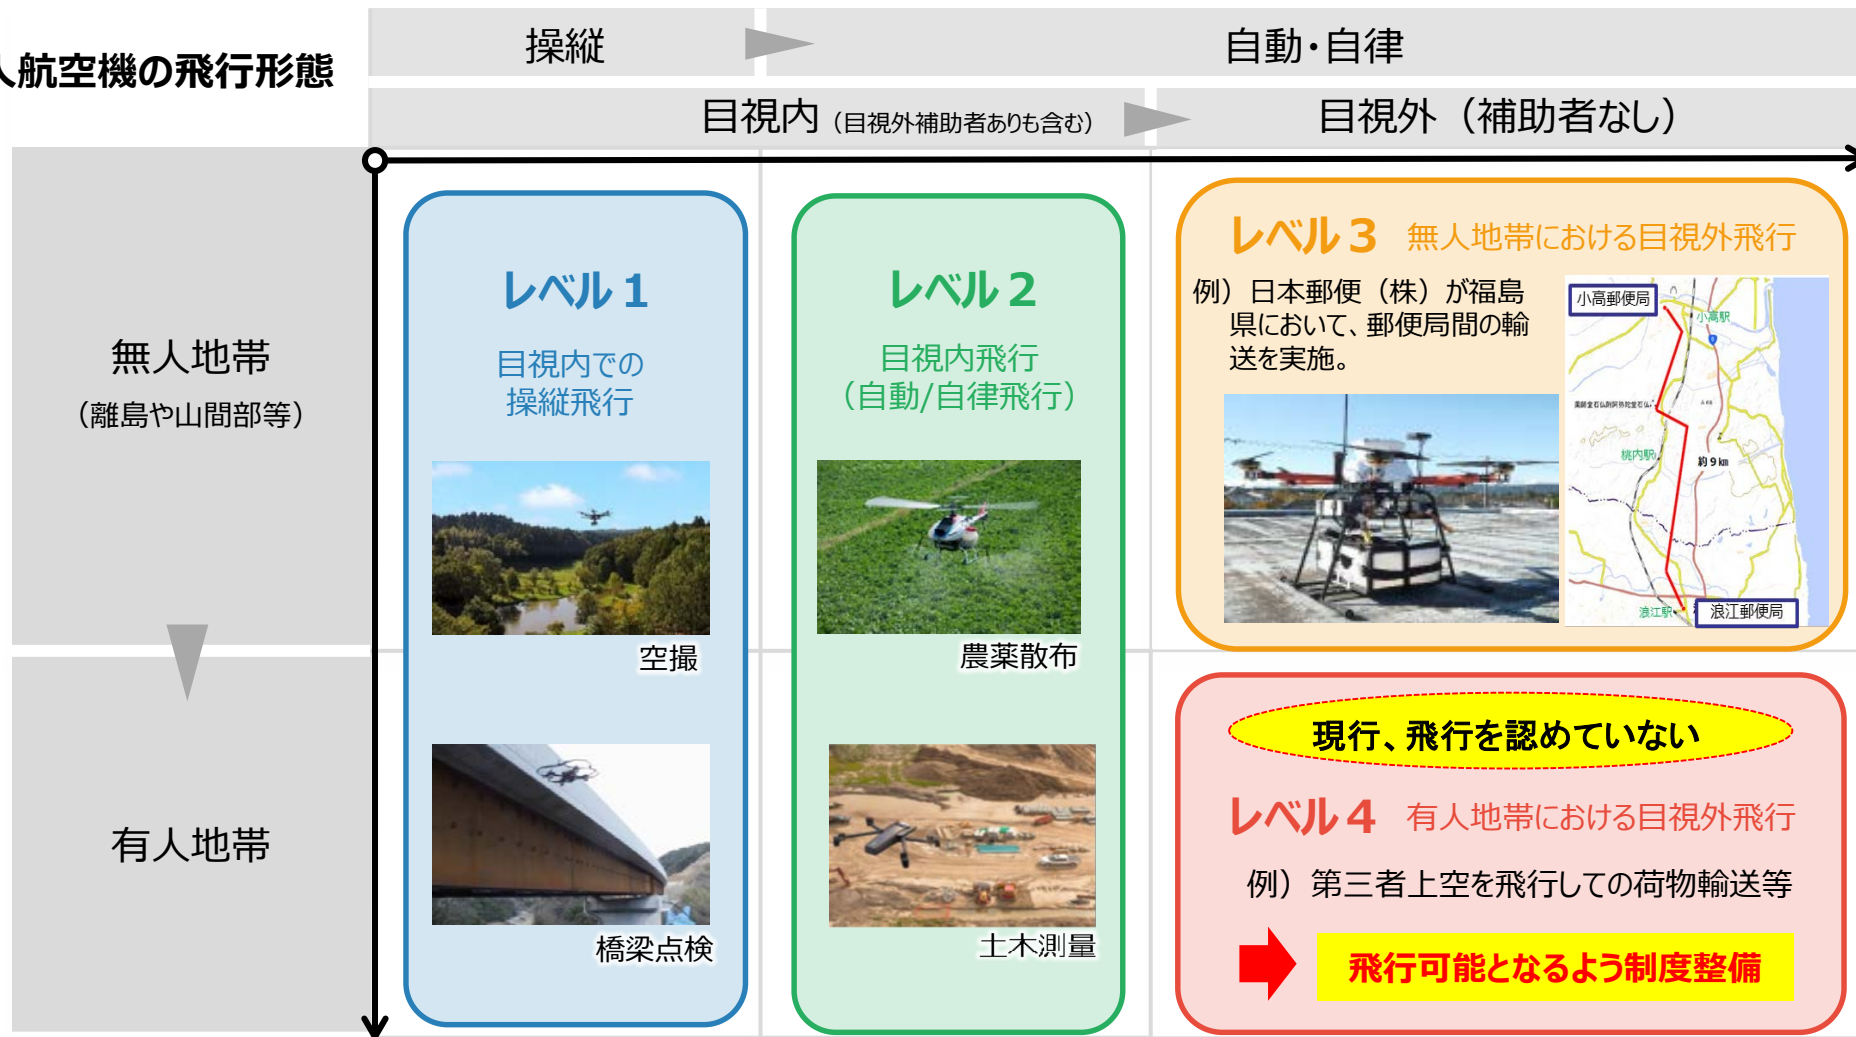 人航空機の飛行形態
操縦
自動・自律
目視内（目視外補助者ありも含む）
目視外（補助者なし）
無人地帯
（離島や山間部等）
有人地帯
レベル１
目視内での
操縦飛行
空撮
橋梁点検
レベル２
目視内飛行
（自動/自律飛行）
農薬散布
土木測量
レベル３ 無人地帯における目視外飛行
例）日本郵便（株）が福島
県において、郵便局間の輸
送を実施。
小高郵便局
小高駅
桃内駅
約９㎞
浪江駅
浪江郵便局
現行、飛行を認めていない
レベル４ 有人地帯における目視外飛行
例）第三者上空を飛行しての荷物輸送等
飛行可能となるよう制度整備